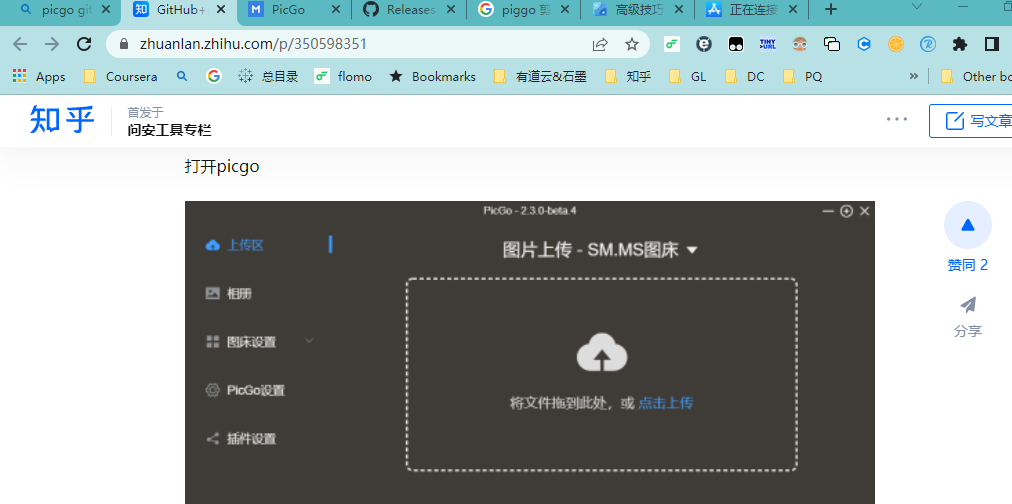 picgo git
GitHub+
PicGo
Releases
piggo 剪
高级技巧
正在连接
zhuanlan.zhihu.com/p/350598351
Apps
Coursera
总目录
flomo
Bookmarks
有道云&石墨
知乎
GL
DC
PQ
»
Other bo
知乎
首发于
问安工具专栏
写文章
打开picgo
PicGo - 2.3.0-beta.4
上传区
图片上传 - SM.MS图床
相册
图床设置
PicGo设置
插件设置
将文件拖到此处，或 点击上传
赞同 2
分享